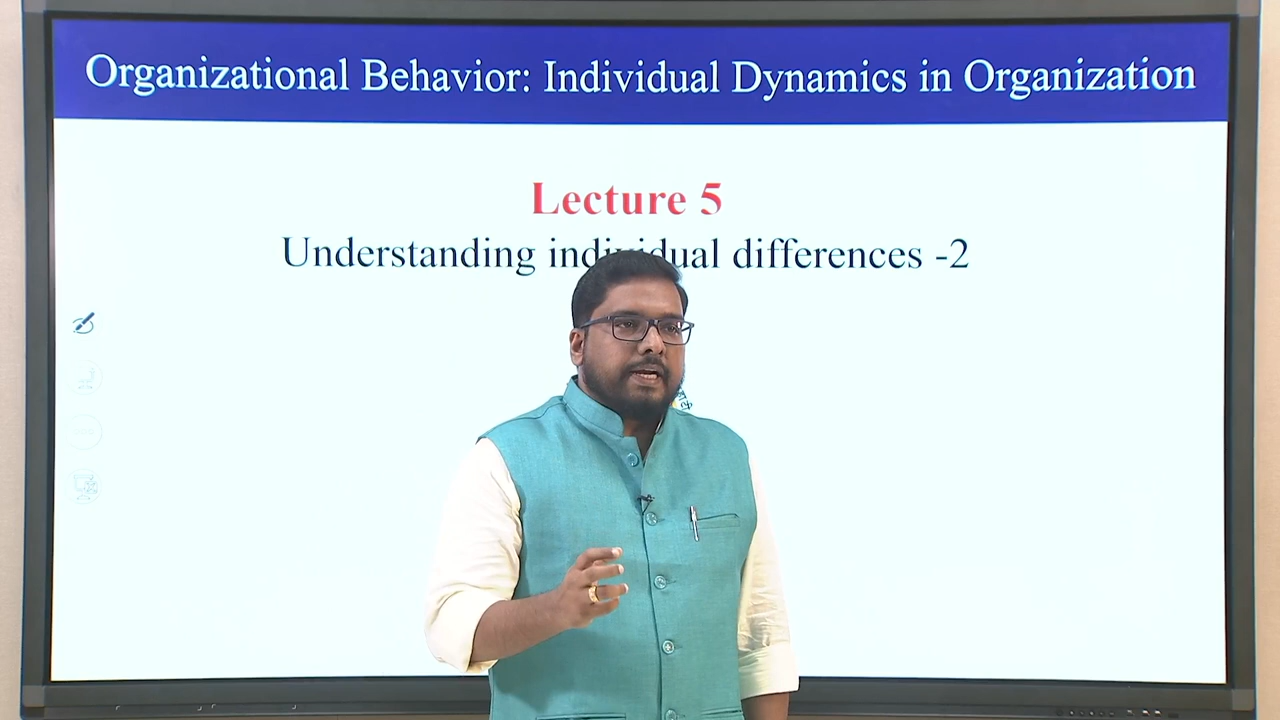 Organizational Behavior: Individual Dynamics in Organization
Lecture 5
Understanding individual differences -2